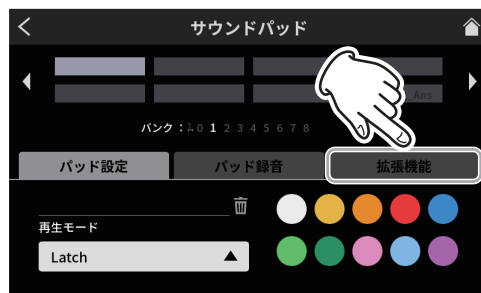 サウンドパッド
Ans
バンク : 0 1 2 3 4 5 6 7 8
パッド設定 パッド録音 拡張機能
再生モード
Latch